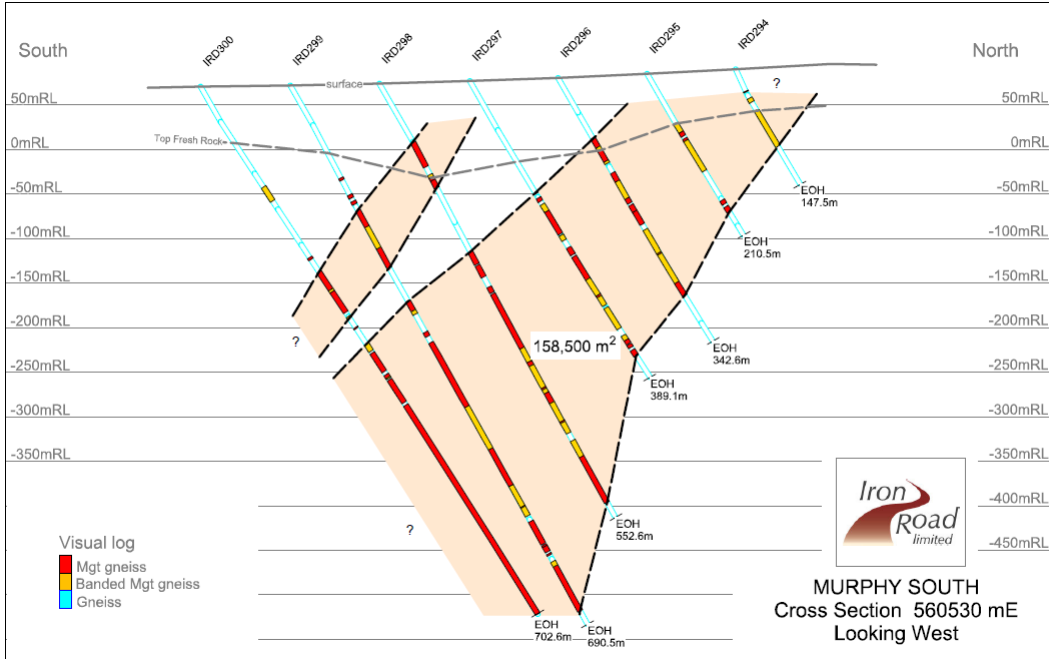 South
IRD300
IRD299
IRD298
IRD297
IRD296
IRD295
IRD294
North
surface
?
50mRL
50mRL
Top Fresh Rock
0mRL
0mRL
-50mRL
-50mRL
EOH
147.5m
-100mRL
-100mRL
EOH
210.5m
-150mRL
-150mRL
-200mRL
-200mRL
?
158,500 m²
EOH
342.6m
-250mRL
-250mRL
EOH
389.1m
-300mRL
-300mRL
-350mRL
-350mRL
-400mRL
EOH
552.6m
?
-450mRL
Iron
Road
limited
Visual log
Mgt gneiss
Banded Mgt gneiss
Gneiss
EOH
702.6m
EOH
690.5m
MURPHY SOUTH
Cross Section 560530 mE
Looking West